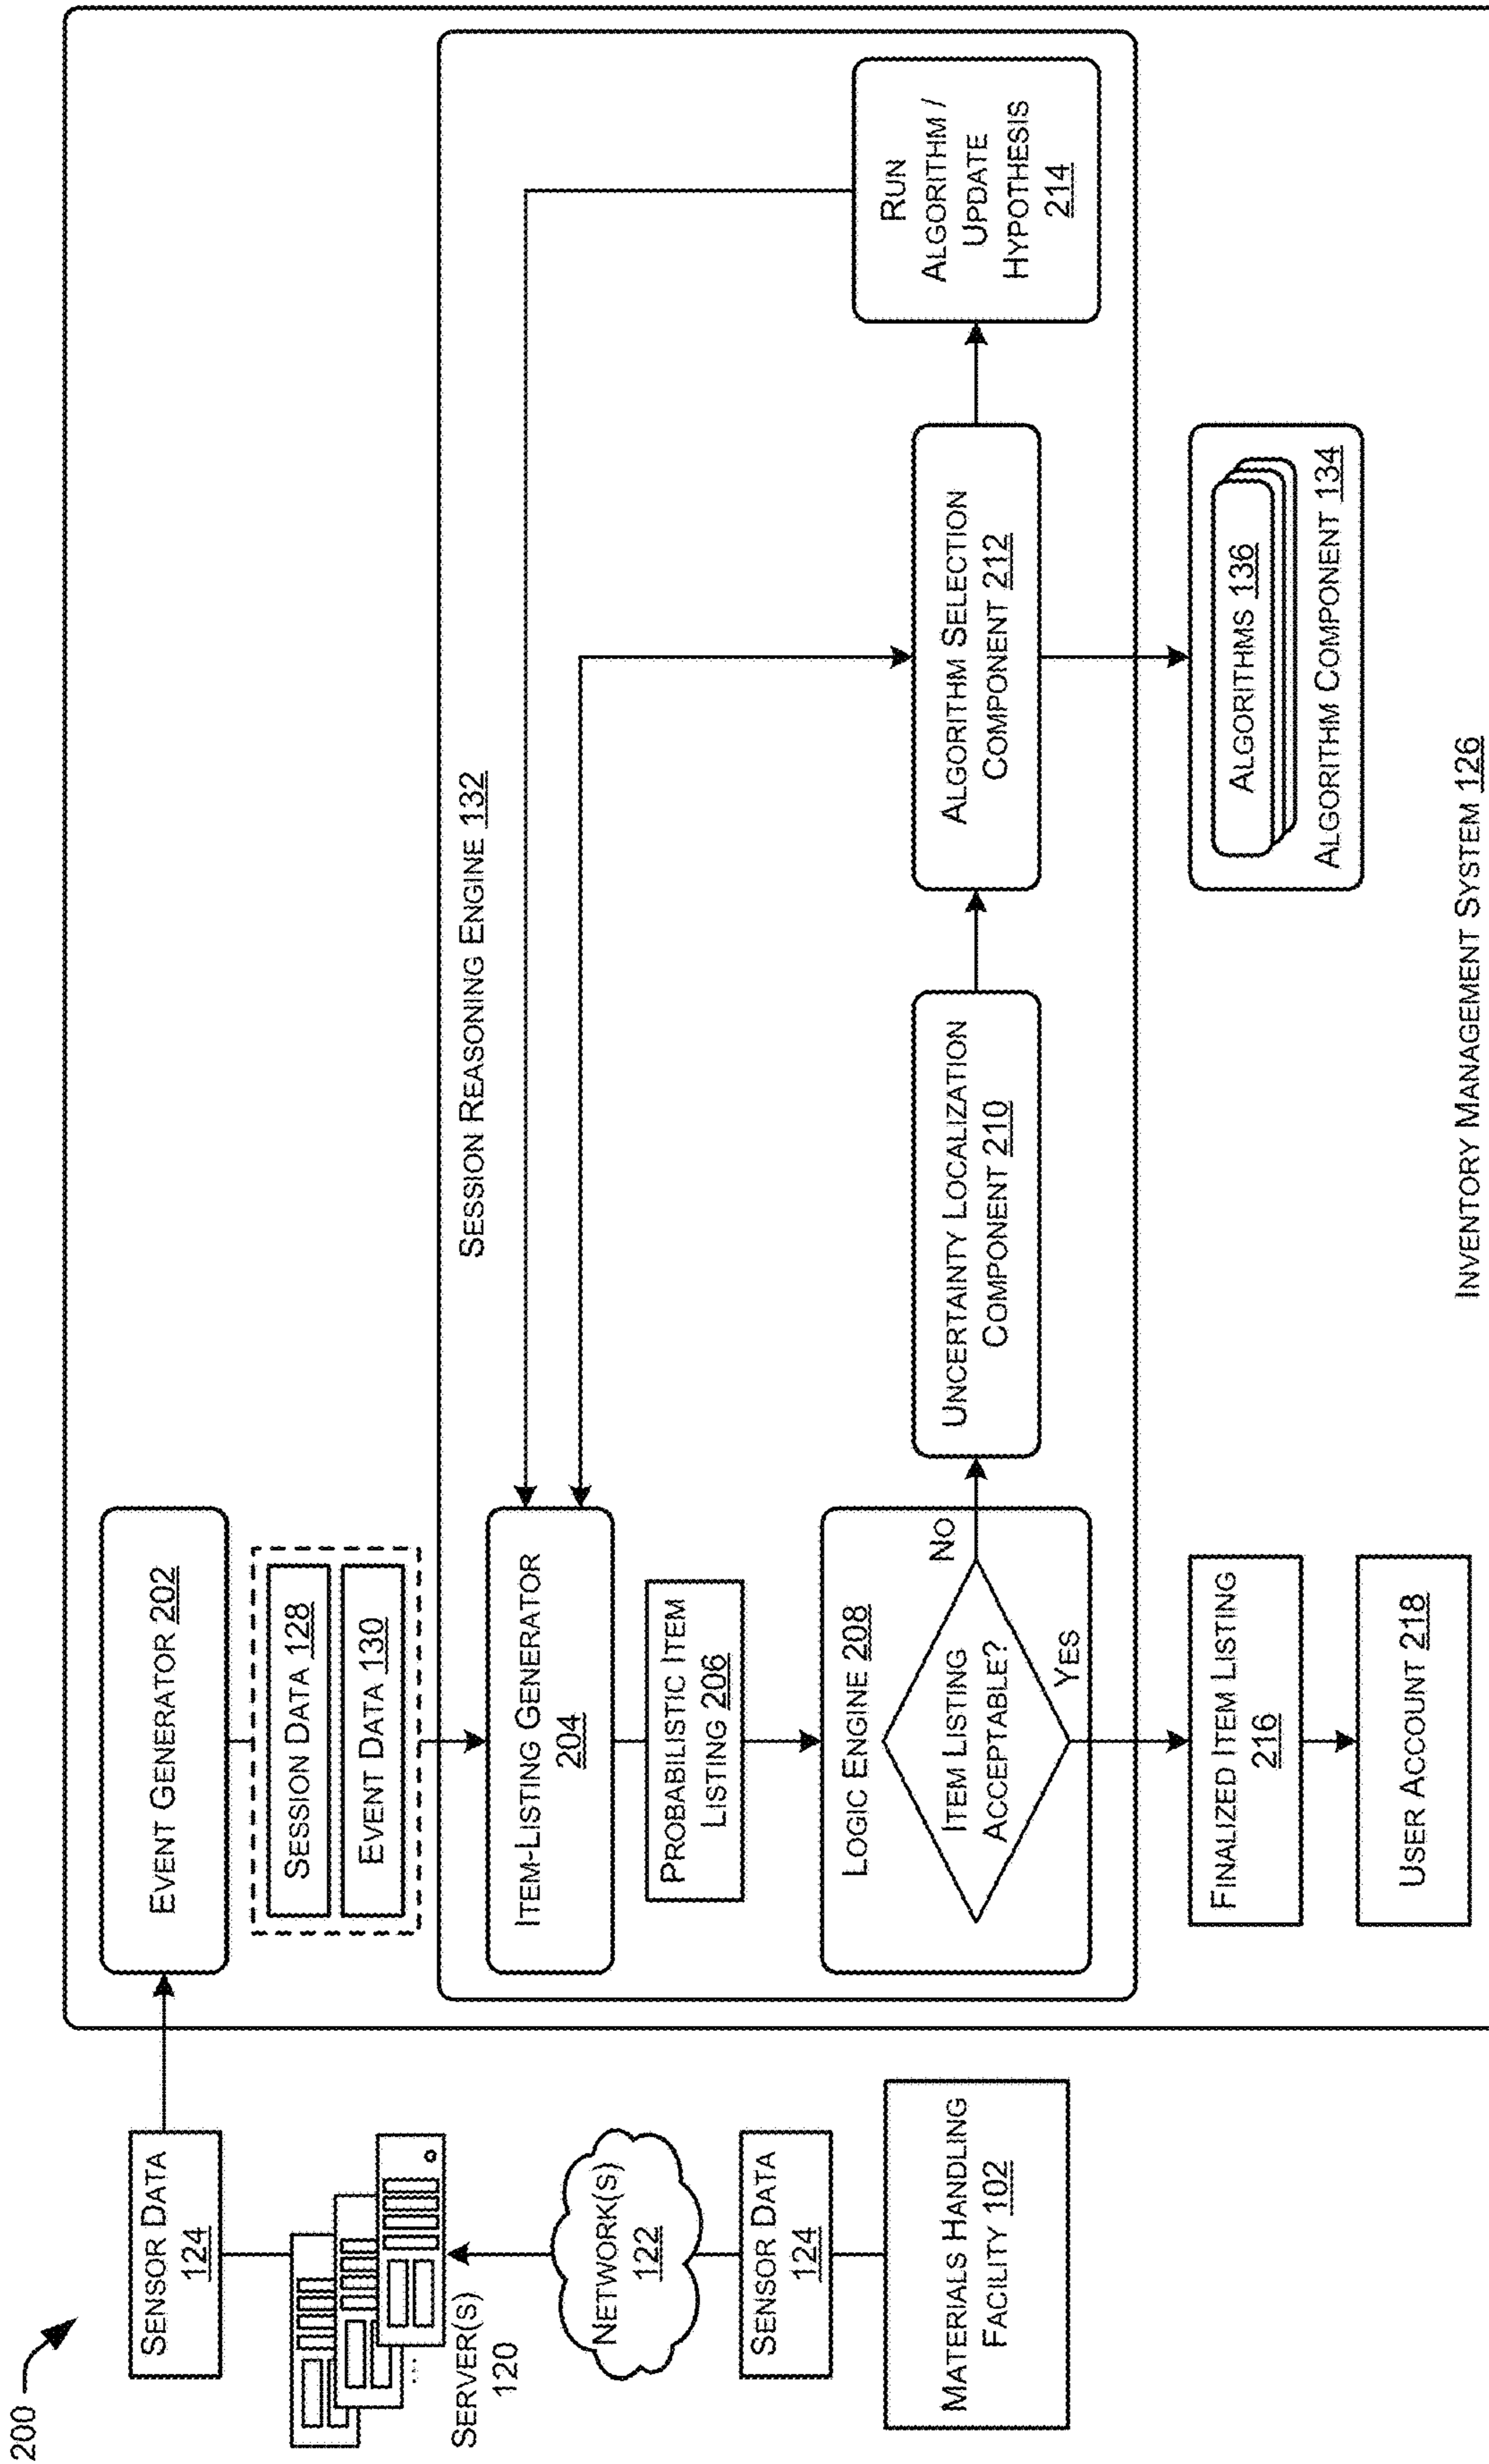 200
SENSOR DATA
124
SERVER(S)
120
NETWORK(S)
122
SENSOR DATA
124
MATERIALS HANDLING
FACILITY 102
EVENT GENERATOR 202
SESSION DATA 128
EVENT DATA 130
SESSION REASONING ENGINE 132
ITEM-LISTING GENERATOR
204
PROBABILISTIC ITEM
LISTING 206
LOGIC ENGINE 208
ITEM LISTING
ACCEPTABLE?
NO
YES
UNCERTAINTY LOCALIZATION
COMPONENT 210
ALGORITHM SELECTION
COMPONENT 212
RUN
ALGORITHM /
UPDATE
HYPOTHESIS
214
FINALIZED ITEM LISTING
216
USER ACCOUNT 218
ALGORITHMS 136
ALGORITHM COMPONENT 134
INVENTORY MANAGEMENT SYSTEM 126